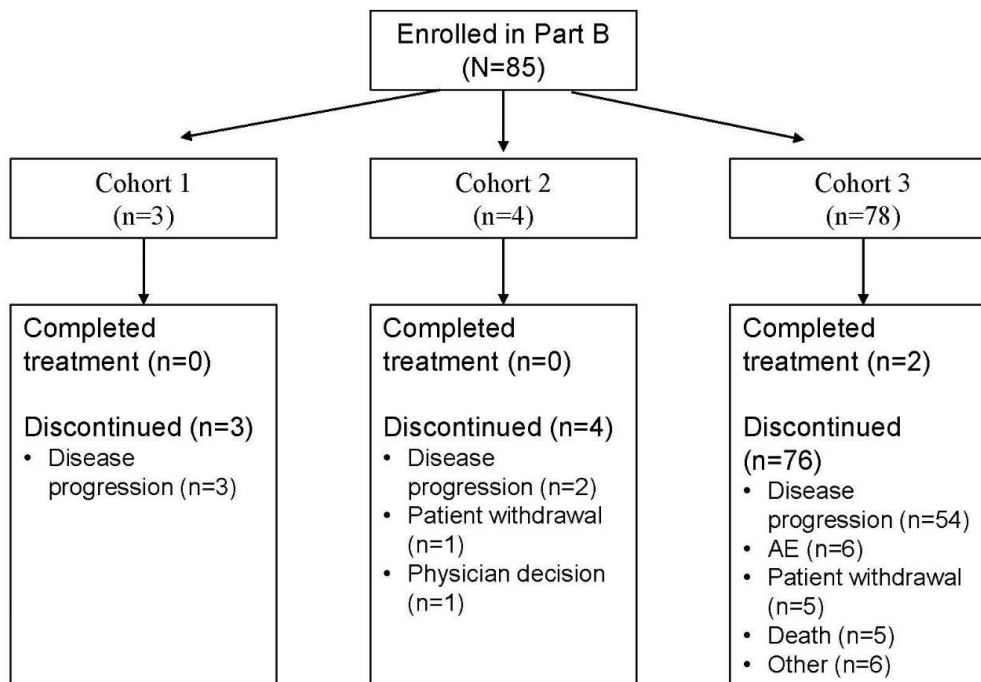 Enrolled in Part B
(N=85)
Cohort 1
(n=3)
Cohort 2
(n=4)
Cohort 3
(n=78)
Completed
treatment (n=0)
Discontinued (n=3)
• Disease
progression (n=3)
Completed
treatment (n=0)
Discontinued (n=4)
• Disease
progression (n=2)
• Patient withdrawal
(n=1)
• Physician decision
(n=1)
Completed
treatment (n=2)
Discontinued
(n=76)
• Disease
progression (n=54)
• AE (n=6)
• Patient withdrawal
(n=5)
• Death (n=5)
• Other (n=6)